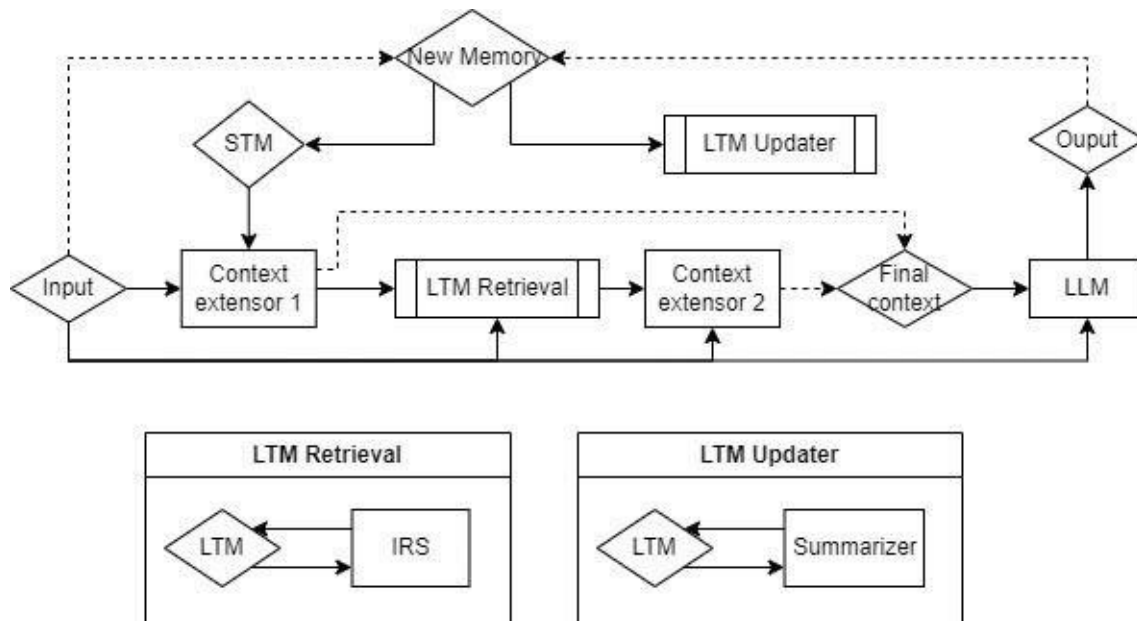 New Memory
STM
LTM Updater
Ouput
Input
Context
extensor 1
LTM Retrieval
Context
extensor 2
Final
context
LLM
LTM Retrieval
LTM
IRS
LTM Updater
LTM
Summarizer